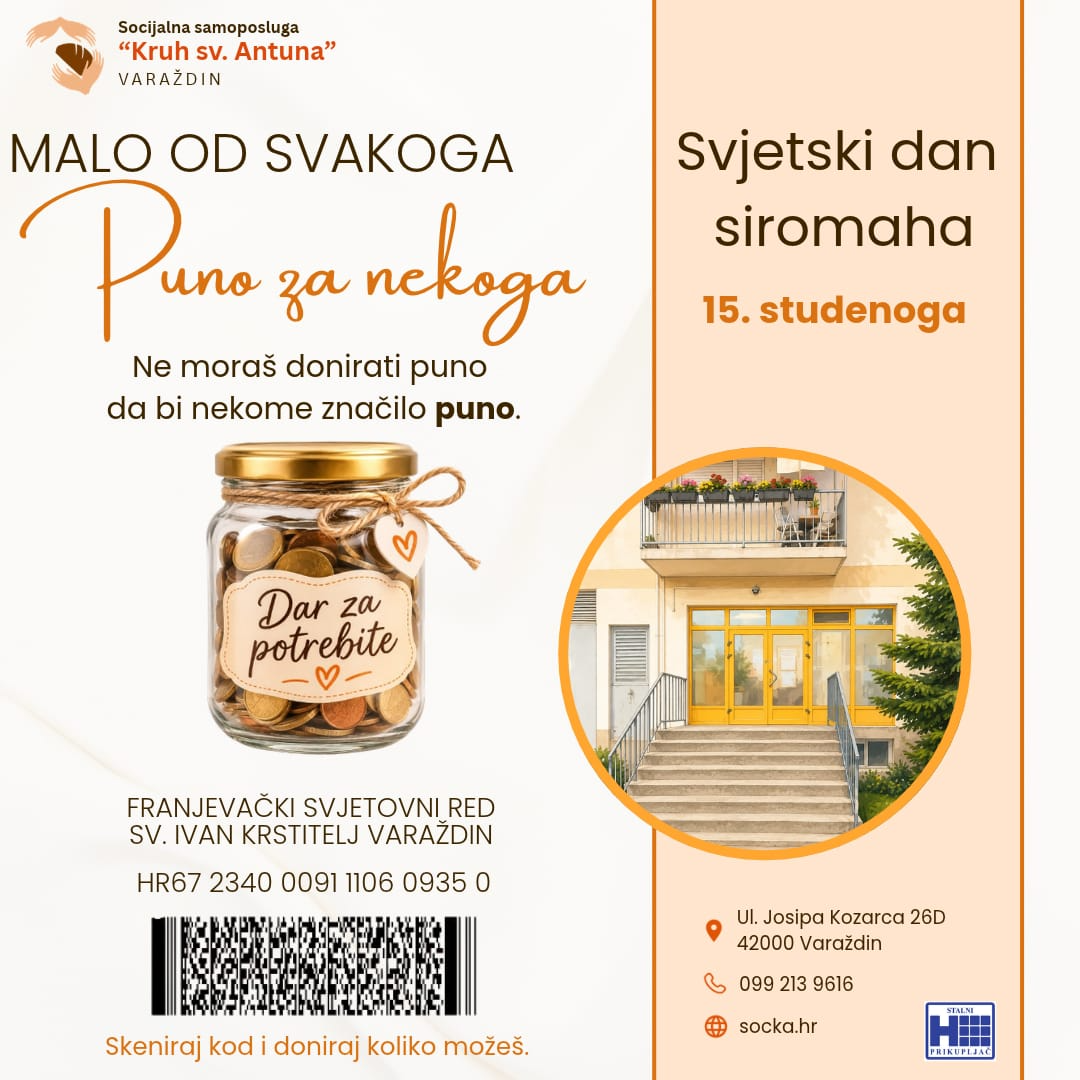 Socijalna samoposluga
“Kruh sv. Antuna”
VARAŽDIN
MALO OD SVAKOGA
Puno za nekoga
Ne moraš donirati puno
da bi nekome značilo puno.
Dar za
potrebite
FRANJEVAČKI SVJETOVNI RED
SV. IVAN KRSTITELJ VARAŽDIN
HR67 2340 0091 1106 0935 0
Skeniraj kod i doniraj koliko možeš.
Svjetski dan
siromaha
15. studenoga
Ul. Josipa Kozarca 26D
42000 Varaždin
099 213 9616
socka.hr
STALNI
PRIKUPLJAČ